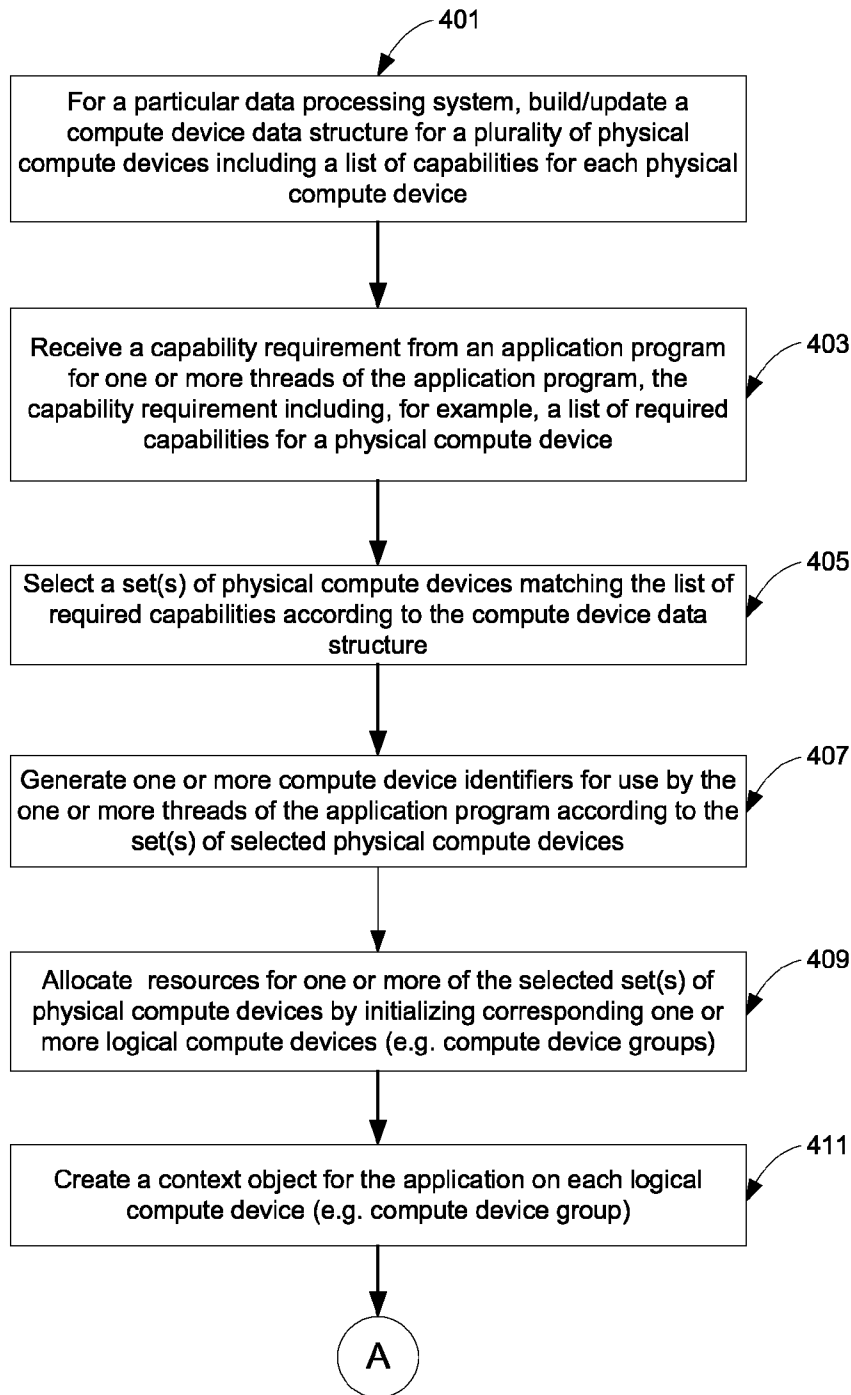 401
For a particular data processing system, build/update a
compute device data structure for a plurality of physical
compute devices including a list of capabilities for each physical
compute device
Receive a capability requirement from an application program
for one or more threads of the application program, the
capability requirement including, for example, a list of required
capabilities for a physical compute device
403
Select a set(s) of physical compute devices matching the list of
required capabilities according to the compute device data
structure
405
Generate one or more compute device identifiers for use by the
one or more threads of the application program according to the
set(s) of selected physical compute devices
407
Allocate resources for one or more of the selected set(s) of
physical compute devices by initializing corresponding one or
more logical compute devices (e.g. compute device groups)
409
Create a context object for the application on each logical
compute device (e.g. compute device group)
411
A